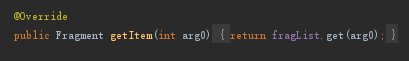 @Override
public Fragment getItem(int arg0) { return fragList.get(arg0); }